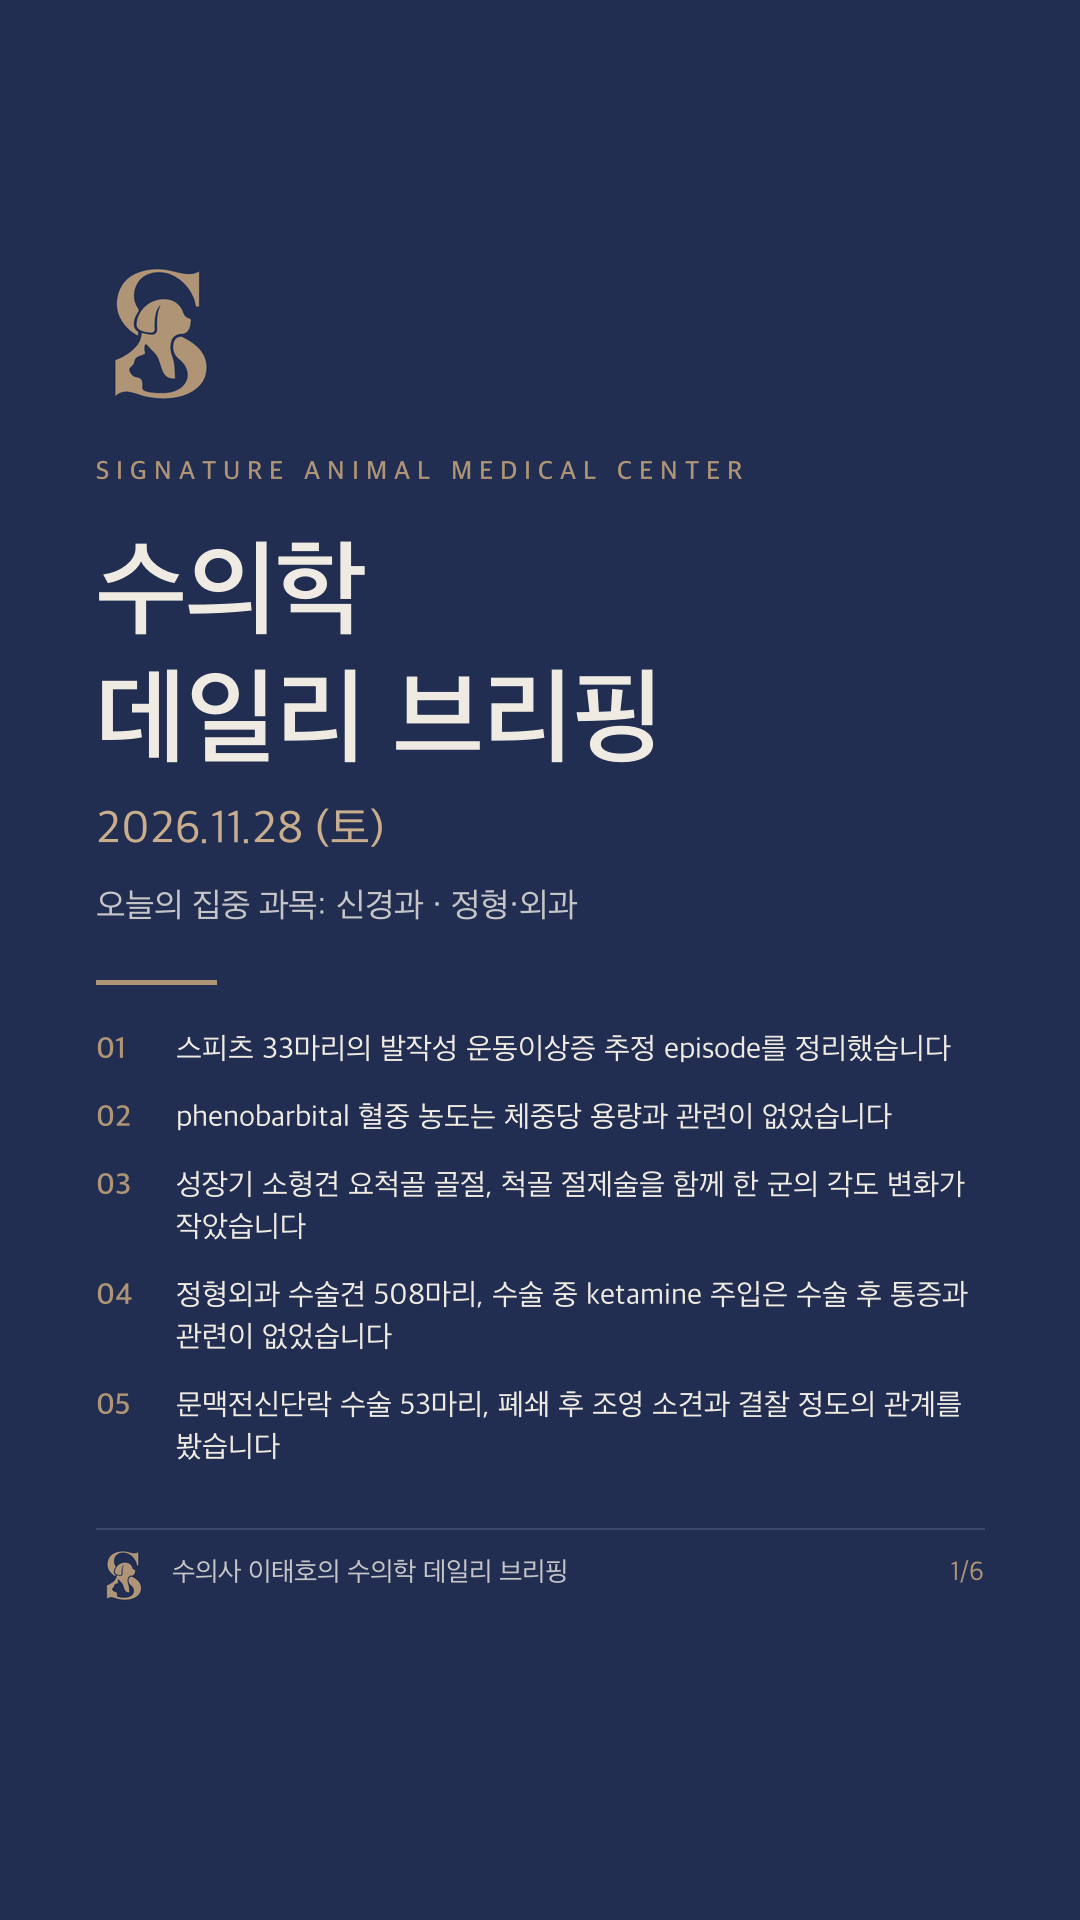 SIGNATURE ANIMAL MEDICAL CENTER
수의학
데일리 브리핑
2026.11.28 (토)
오늘의 집중 과목: 신경과 · 정형·외과
01 스피츠 33마리의 발작성 운동이상증 추정 episode를 정리했습니다
02 phenobarbital 혈중 농도는 체중당 용량과 관련이 없었습니다
03 성장기 소형견 요척골 골절, 척골 절제술을 함께 한 군의 각도 변화가
작았습니다
04 정형외과 수술견 508마리, 수술 중 ketamine 주입은 수술 후 통증과
관련이 없었습니다
05 문맥전신단락 수술 53마리, 폐쇄 후 조영 소견과 결찰 정도의 관계를
봤습니다
수의사 이태호의 수의학 데일리 브리핑 1/6